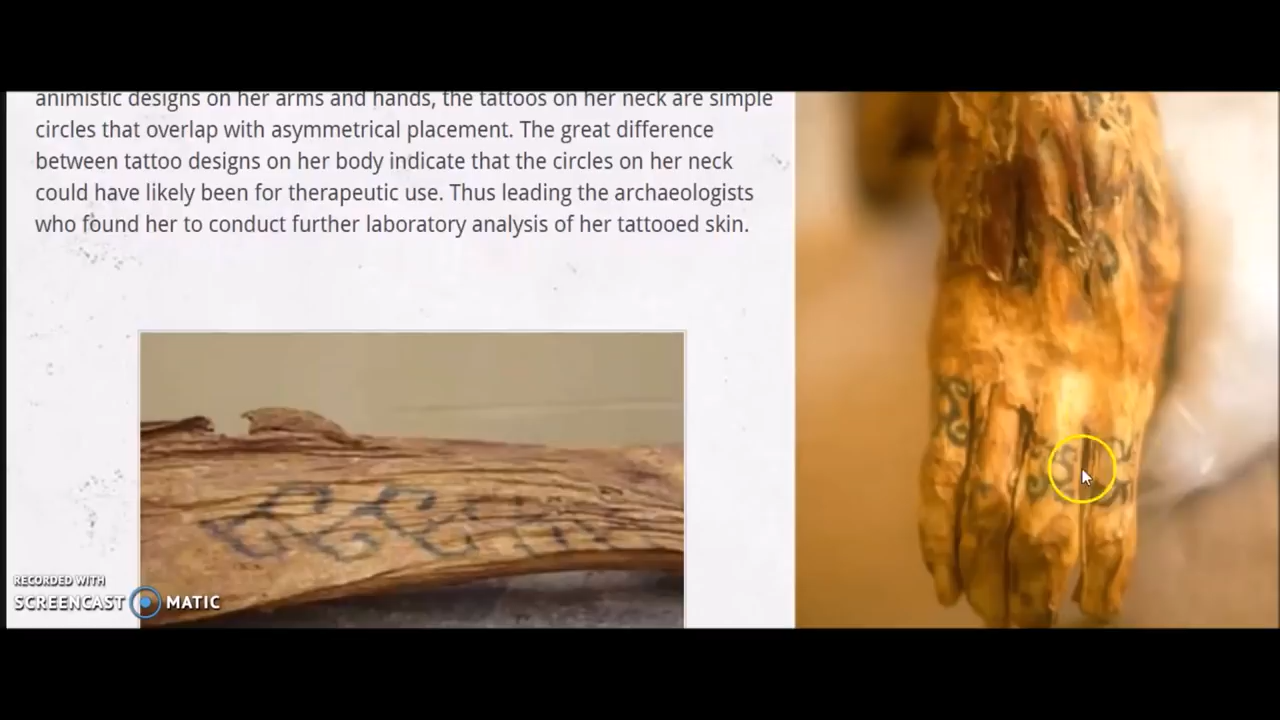 animistic designs on her arms and hands, the tattoos on her neck are simple
circles that overlap with asymmetrical placement. The great difference
between tattoo designs on her body indicate that the circles on her neck
could have likely been for therapeutic use. Thus leading the archaeologists
who found her to conduct further laboratory analysis of her tattooed skin.
RECORDED WITH
SCREENCAST MATIC